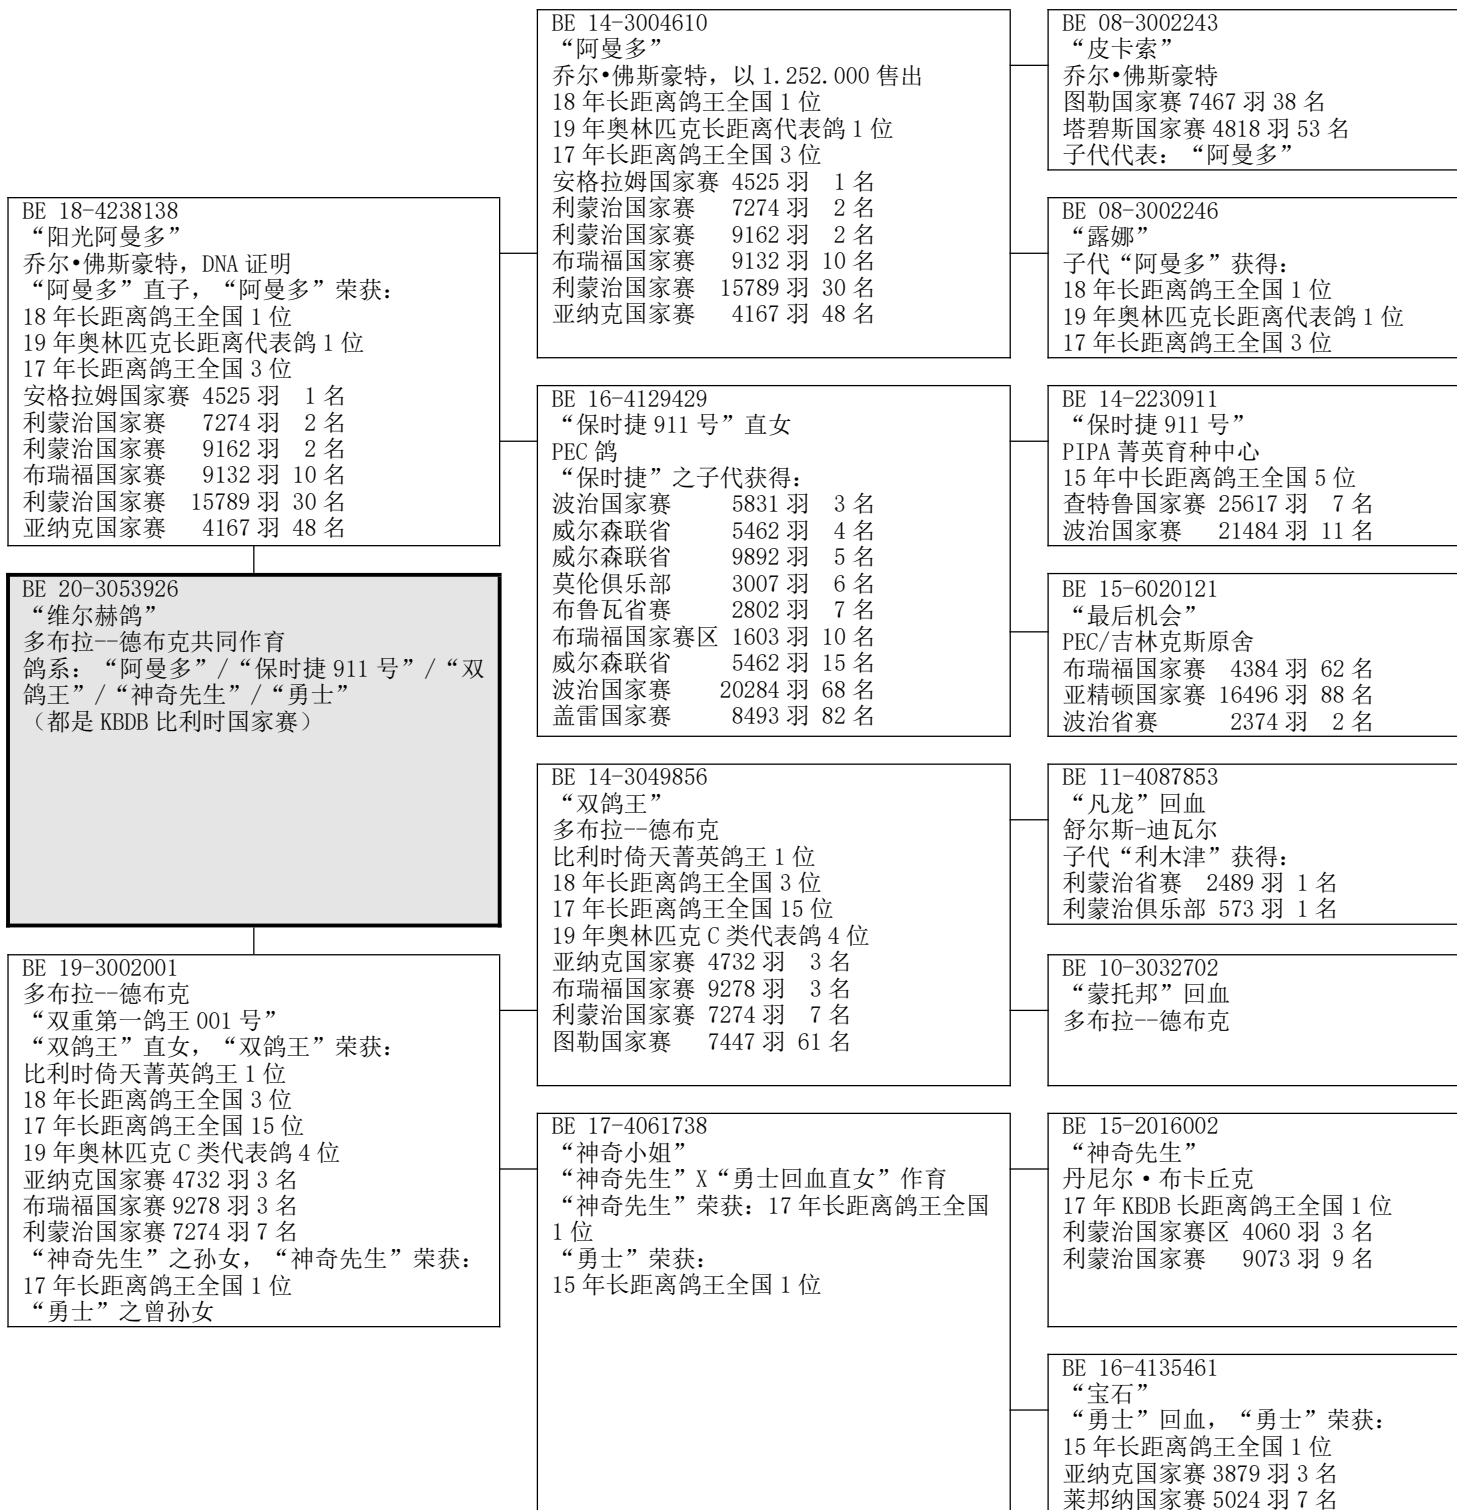 BE 18-4238138
“阳光阿曼多”
乔尔•佛斯豪特，DNA 证明
“阿曼多”直子，“阿曼多”荣获：
18 年长距离鸽王全国 1 位
19 年奥林匹克长距离代表鸽 1 位
17 年长距离鸽王全国 3 位
安格拉姆国家赛 4525 羽 1 名
利蒙治国家赛 7274 羽 2 名
利蒙治国家赛 9162 羽 2 名
布瑞福国家赛 9132 羽 10 名
利蒙治国家赛 15789 羽 30 名
亚纳克国家赛 4167 羽 48 名
BE 20-3053926
“维尔赫鸽”
多布拉--德布克共同作育
鸽系：“阿曼多”/“保时捷 911 号”/“双
鸽王”/“神奇先生”/“勇士”
（都是 KBDB 比利时国家赛）
BE 19-3002001
多布拉--德布克
“双重第一鸽王 001 号”
“双鸽王”直女，“双鸽王”荣获：
比利时倚天菁英鸽王 1 位
18 年长距离鸽王全国 3 位
17 年长距离鸽王全国 15 位
19 年奥林匹克 C 类代表鸽 4 位
亚纳克国家赛 4732 羽 3 名
布瑞福国家赛 9278 羽 3 名
利蒙治国家赛 7274 羽 7 名
“神奇先生”之孙女，“神奇先生”荣获：
17 年长距离鸽王全国 1 位
“勇士”之曾孙女
BE 14-3004610
“阿曼多”
乔尔•佛斯豪特，以 1.252.000 售出
18 年长距离鸽王全国 1 位
19 年奥林匹克长距离代表鸽 1 位
17 年长距离鸽王全国 3 位
安格拉姆国家赛 4525 羽 1 名
利蒙治国家赛 7274 羽 2 名
利蒙治国家赛 9162 羽 2 名
布瑞福国家赛 9132 羽 10 名
利蒙治国家赛 15789 羽 30 名
亚纳克国家赛 4167 羽 48 名
BE 16-4129429
“保时捷 911 号”直女
PEC 鸽
“保时捷”之子代获得：
波治国家赛 5831 羽 3 名
威尔森联省 5462 羽 4 名
威尔森联省 9892 羽 5 名
莫伦俱乐部 3007 羽 6 名
布鲁瓦省赛 2802 羽 7 名
布瑞福国家赛区 1603 羽 10 名
威尔森联省 5462 羽 15 名
波治国家赛 20284 羽 68 名
盖雷国家赛 8493 羽 82 名
BE 14-3049856
“双鸽王”
多布拉--德布克
比利时倚天菁英鸽王 1 位
18 年长距离鸽王全国 3 位
17 年长距离鸽王全国 15 位
19 年奥林匹克 C 类代表鸽 4 位
亚纳克国家赛 4732 羽 3 名
布瑞福国家赛 9278 羽 3 名
利蒙治国家赛 7274 羽 7 名
图勒国家赛 7447 羽 61 名
BE 17-4061738
“神奇小姐”
“神奇先生”X“勇士回血直女”作育
“神奇先生”荣获：17 年长距离鸽王全国
1 位
“勇士”荣获：
15 年长距离鸽王全国 1 位
BE 08-3002243
“皮卡索”
乔尔•佛斯豪特
图勒国家赛 7467 羽 38 名
塔碧斯国家赛 4818 羽 53 名
子代代表：“阿曼多”
BE 08-3002246
“露娜”
子代“阿曼多”获得：
18 年长距离鸽王全国 1 位
19 年奥林匹克长距离代表鸽 1 位
17 年长距离鸽王全国 3 位
BE 14-2230911
“保时捷 911 号”
PIPA 菁英育种中心
15 年中长距离鸽王全国 5 位
查特鲁国家赛 25617 羽 7 名
波治国家赛 21484 羽 11 名
BE 15-6020121
“最后机会”
PEC/吉林克斯原舍
布瑞福国家赛 4384 羽 62 名
亚精顿国家赛 16496 羽 88 名
波治省赛 2374 羽 2 名
BE 11-4087853
“凡龙”回血
舒尔斯-迪瓦尔
子代“利木津”获得：
利蒙治省赛 2489 羽 1 名
利蒙治俱乐部 573 羽 1 名
BE 10-3032702
“蒙托邦”回血
多布拉--德布克
BE 15-2016002
“神奇先生”
丹尼尔•布卡丘克
17 年 KBDB 长距离鸽王全国 1 位
利蒙治国家赛区 4060 羽 3 名
利蒙治国家赛 9073 羽 9 名
BE 16-4135461
“宝石”
“勇士”回血，“勇士”荣获：
15 年长距离鸽王全国 1 位
亚纳克国家赛 3879 羽 3 名
莱邦纳国家赛 5024 羽 7 名